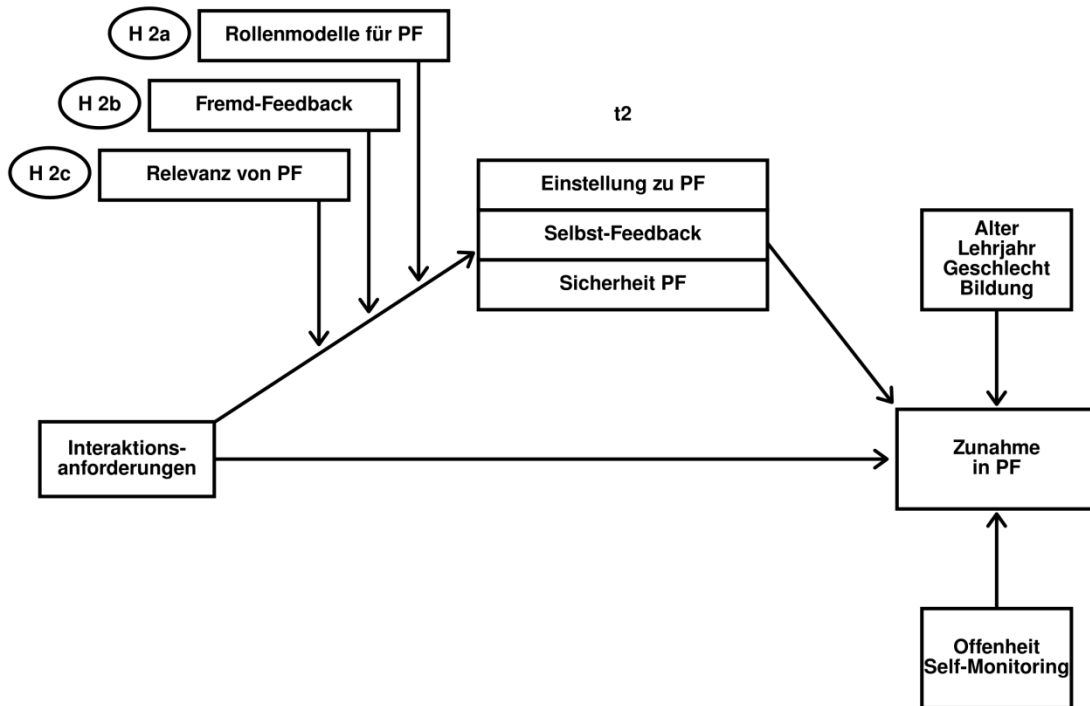 H 2a
Rollenmodelle für PF
H 2b
Fremd-Feedback
H 2c
Relevanz von PF
t2
Einstellung zu PF
Selbst-Feedback
Sicherheit PF
Alter
Lehrjahr
Geschlecht
Bildung
Interaktions-
anforderungen
Zunahme
in PF
Offenheit
Self-Monitoring